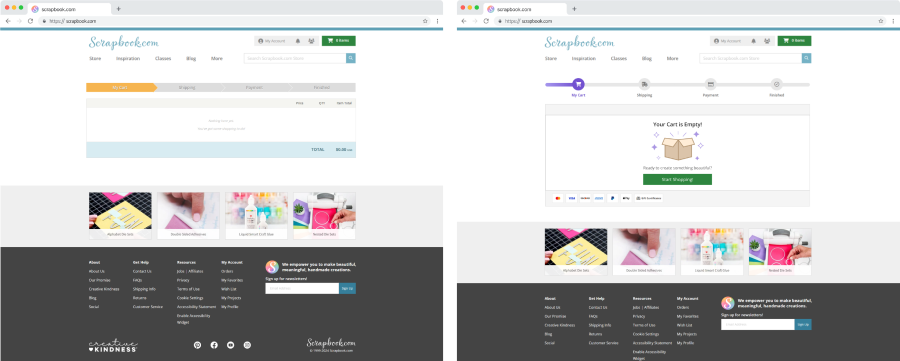 scrapbook.com
https:// scrapbook.com
Scrapbook.com
My Account
0 Items
Store Inspiration Classes Blog More
Search Scrapbook.com Store
My Cart Shipping Payment Finished
Price QTY Item Total
TOTAL $0.00
Alphabet Die Sets
Double Sided Adhesive
Liquid Smart Craft Glue
Nested Die Sets
About
About Us
Our Promise
Creative Kindness
Blog
Social
Get Help
Contact Us
FAQs
Shipping Info
Returns
Customer Service
Resources
Jobs | Affiliates
Privacy
Terms of Use
Cookie Settings
Accessibility Statement
Enable Accessibility
Widget
My Account
Orders
My Favorites
Wish List
My Projects
My Profile
We empower you to make beautiful,
meaningful, handmade creations.
Sign up for newsletters!
Sign Up
creative
KINDNESS
Scrapbook.com
© 1999-2024 Scrapbook.com
scrapbook.com
https:// scrapbook.com
Scrapbook.com
My Account
0 Items
Store Inspiration Classes Blog More
Search Scrapbook.com Store
My Cart Shipping Payment Finished
Your Cart is Empty!
Ready to create something beautiful?
Start Shopping!
VISA
Pay
Gift Certificates
Alphabet Die Sets
Double Sided Adhesive
Liquid Smart Craft Glue
Nested Die Sets
About
About Us
Our Promise
Creative Kindness
Blog
Social
Get Help
Contact Us
FAQs
Shipping Info
Returns
Customer Service
Resources
Jobs | Affiliates
Privacy
Terms of Use
Cookie Settings
Accessibility Statement
Enable Accessibility
Widget
My Account
Orders
My Favorites
Wish List
My Projects
My Profile
We empower you to make beautiful,
meaningful, handmade creations.
Sign up for newsletters!
Sign Up